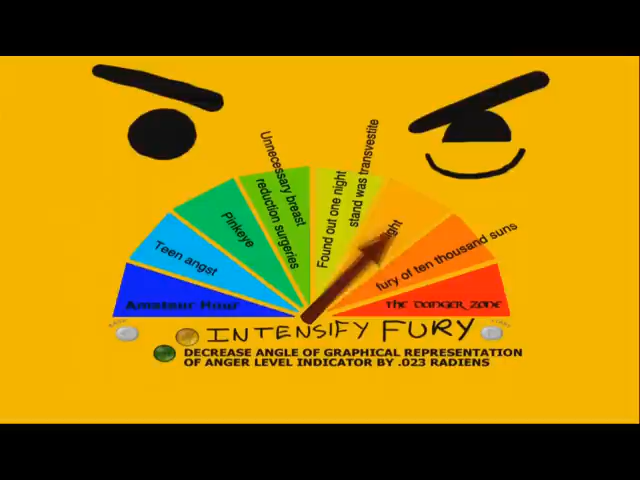 Unnecessary breast
reduction surgeries
Found out one night
stand was transvestite
Pinkeye
Teen angst
fury of ten thousand suns
Amateur Hour
THE DANGER ZONE
INTENSIFY FURY
DECREASE ANGLE OF GRAPHICAL REPRESENTATION
OF ANGER LEVEL INDICATOR BY .023 RADIENS